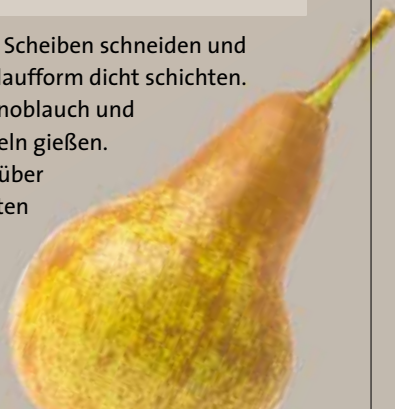 Scheiben schneiden und
laufform dicht schichten.
noblauch und
eln gießen.
über
ten